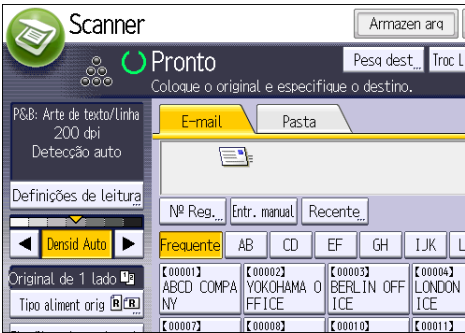 Scanner
Armazen arq
Pronto
Pesq dest
Troc L
Coloque o original e especifique o destino.
P&B: Arte de texto/linha
200 dpi
Detecção auto
E-mail
Pasta
Definições de leitura
Nº Reg.
Entr. manual
Recente
Densid Auto
Frequente
AB
CD
EF
GH
IJK
L
Original de 1 lado
Tipo aliment orig
R R
[00001]
ABCD COMPA
NY
[00002]
YOKOHAMA O
FFICE
[00003]
BERLIN OFF
ICE
[00004]
LONDON
ICE
[00007]
[00008]
[00010]
[00011]